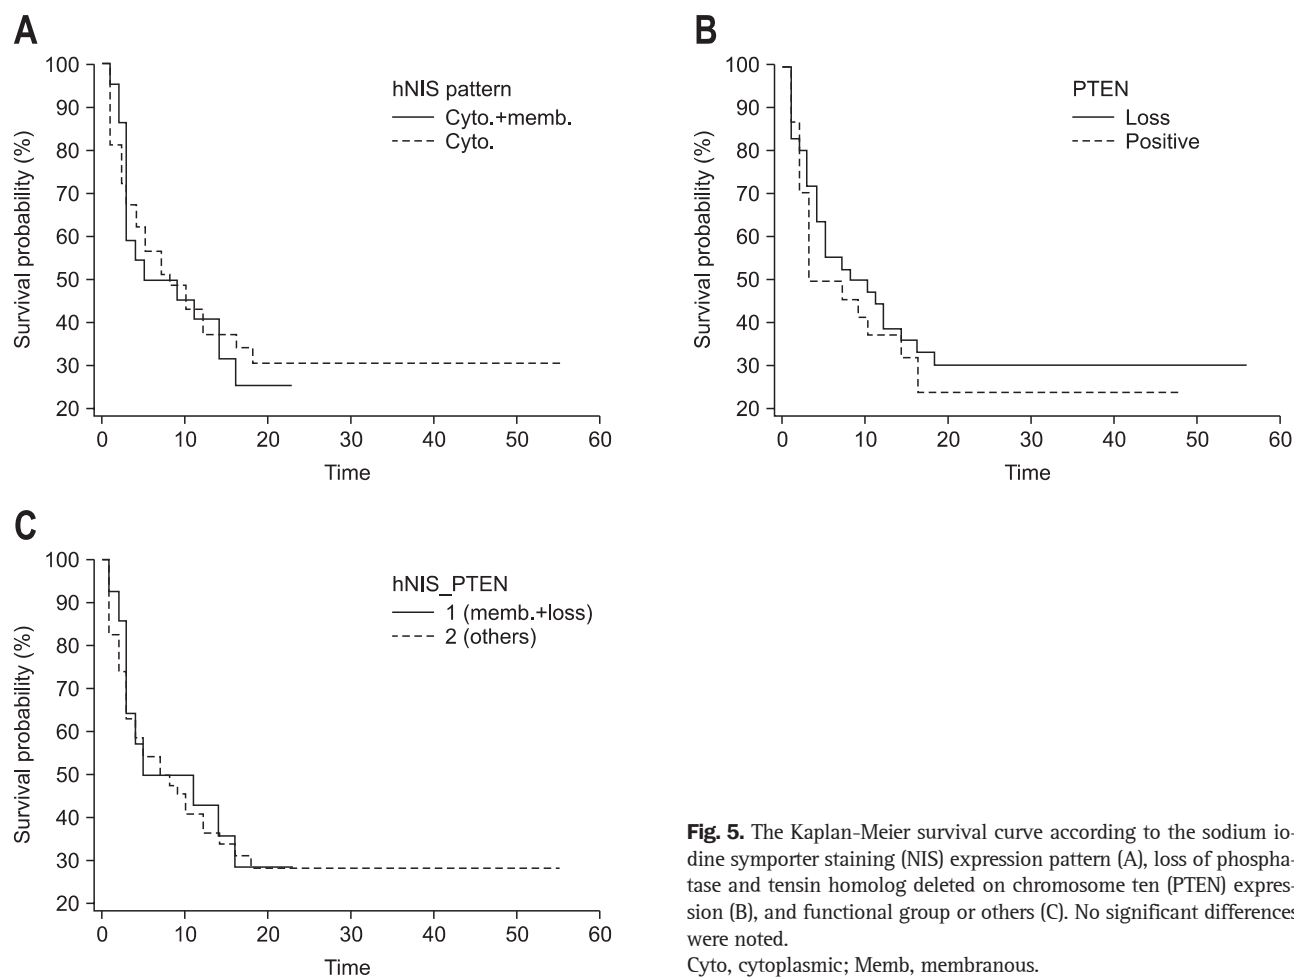 A
100
90
80
70
60
50
40
30
20
0 10 20 30 40 50 60
Survival probability (%)
Time
hNIS pattern
Cyto.+memb.
Cyto.
B
100
90
80
70
60
50
40
30
20
0 10 20 30 40 50 60
Survival probability (%)
Time
PTEN
Loss
Positive
C
100
90
80
70
60
50
40
30
20
0 10 20 30 40 50 60
Survival probability (%)
Time
hNIS_PTEN
1 (memb.+loss)
2 (others)
Fig. 5. The Kaplan-Meier survival curve according to the sodium io-
dine symporter staining (NIS) expression pattern (A), loss of phospha-
tase and tensin homolog deleted on chromosome ten (PTEN) expres-
sion (B), and functional group or others (C). No significant differences
were noted.
Cyto, cytoplasmic; Memb, membranous.